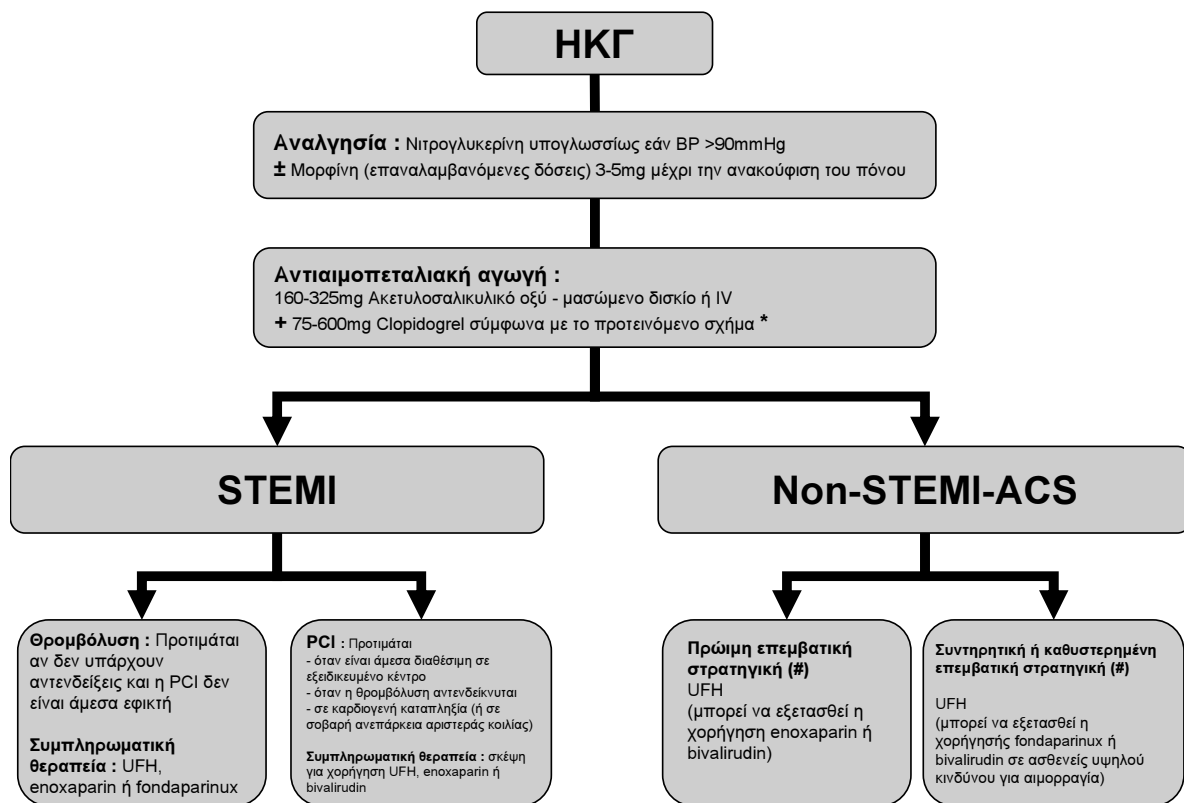 ΗΚΓ
Αναλγησία : Νιτρογλυκερίνη υπογλωσσίως εάν BP >90mmHg
± Μορφίνη (επαναλαμβανόμενες δόσεις) 3-5mg μέχρι την ανακούφιση του πόνου
Αντιαιμοπεταλιακή αγωγή :
160-325mg Ακετυλοσαλικυλικό οξύ - μασώμενο δισκίο ή IV
+ 75-600mg Clopidogrel σύμφωνα με το προτεινόμενο σχήμα *
STEMI
Non-STEMI-ACS
Θρομβόλυση : Προτιμάται
αν δεν υπάρχουν
αντενδείξεις και η PCI δεν
είναι άμεσα εφικτή
Συμπληρωματική
θεραπεία : UFH,
enoxaparin ή fondaparinux
PCI : Προτιμάται
- όταν είναι άμεσα διαθέσιμη σε
εξειδικευμένο κέντρο
- όταν η θρομβόλυση αντενδείκνυται
- σε καρδιογενή καταπληξία (ή σε
σοβαρή ανεπάρκεια αριστεράς κοιλίας)
Συμπληρωματική θεραπεία : σκέψη
για χορήγηση UFH, enoxaparin ή
bivalirudin
Πρώιμη επεμβατική
στρατηγική (#)
UFH
(μπορεί να εξετασθεί η
χορήγηση enoxaparin ή
bivalirudin)
Συντηρητική ή καθυστερημένη
επεμβατική στρατηγική (#)
UFH
(μπορεί να εξετασθεί η
χορήγησής fondaparinux ή
bivalirudin σε ασθενείς υψηλού
κινδύνου για αιμορραγία)